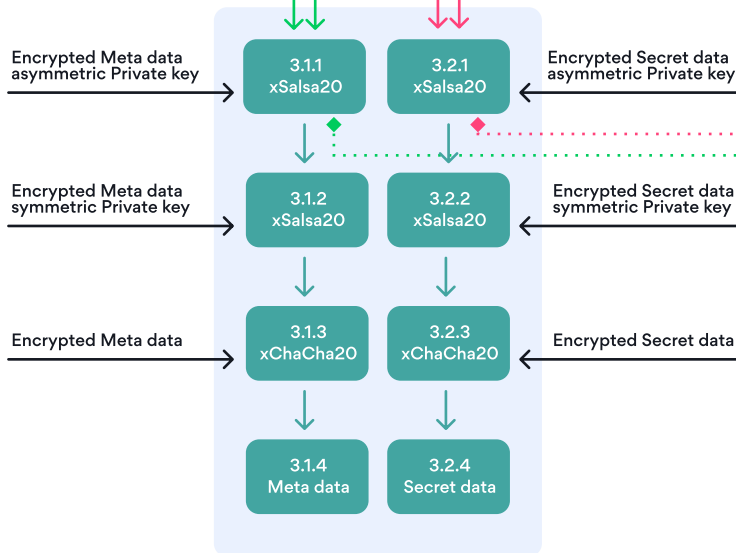 Encrypted Meta data
asymmetric Private key
3.1.1
xSalsa20
3.2.1
xSalsa20
Encrypted Secret data
asymmetric Private key
Encrypted Meta data
symmetric Private key
3.1.2
xSalsa20
3.2.2
xSalsa20
Encrypted Secret data
symmetric Private key
Encrypted Meta data
3.1.3
xChaCha20
3.2.3
xChaCha20
Encrypted Secret data
3.1.4
Meta data
3.2.4
Secret data